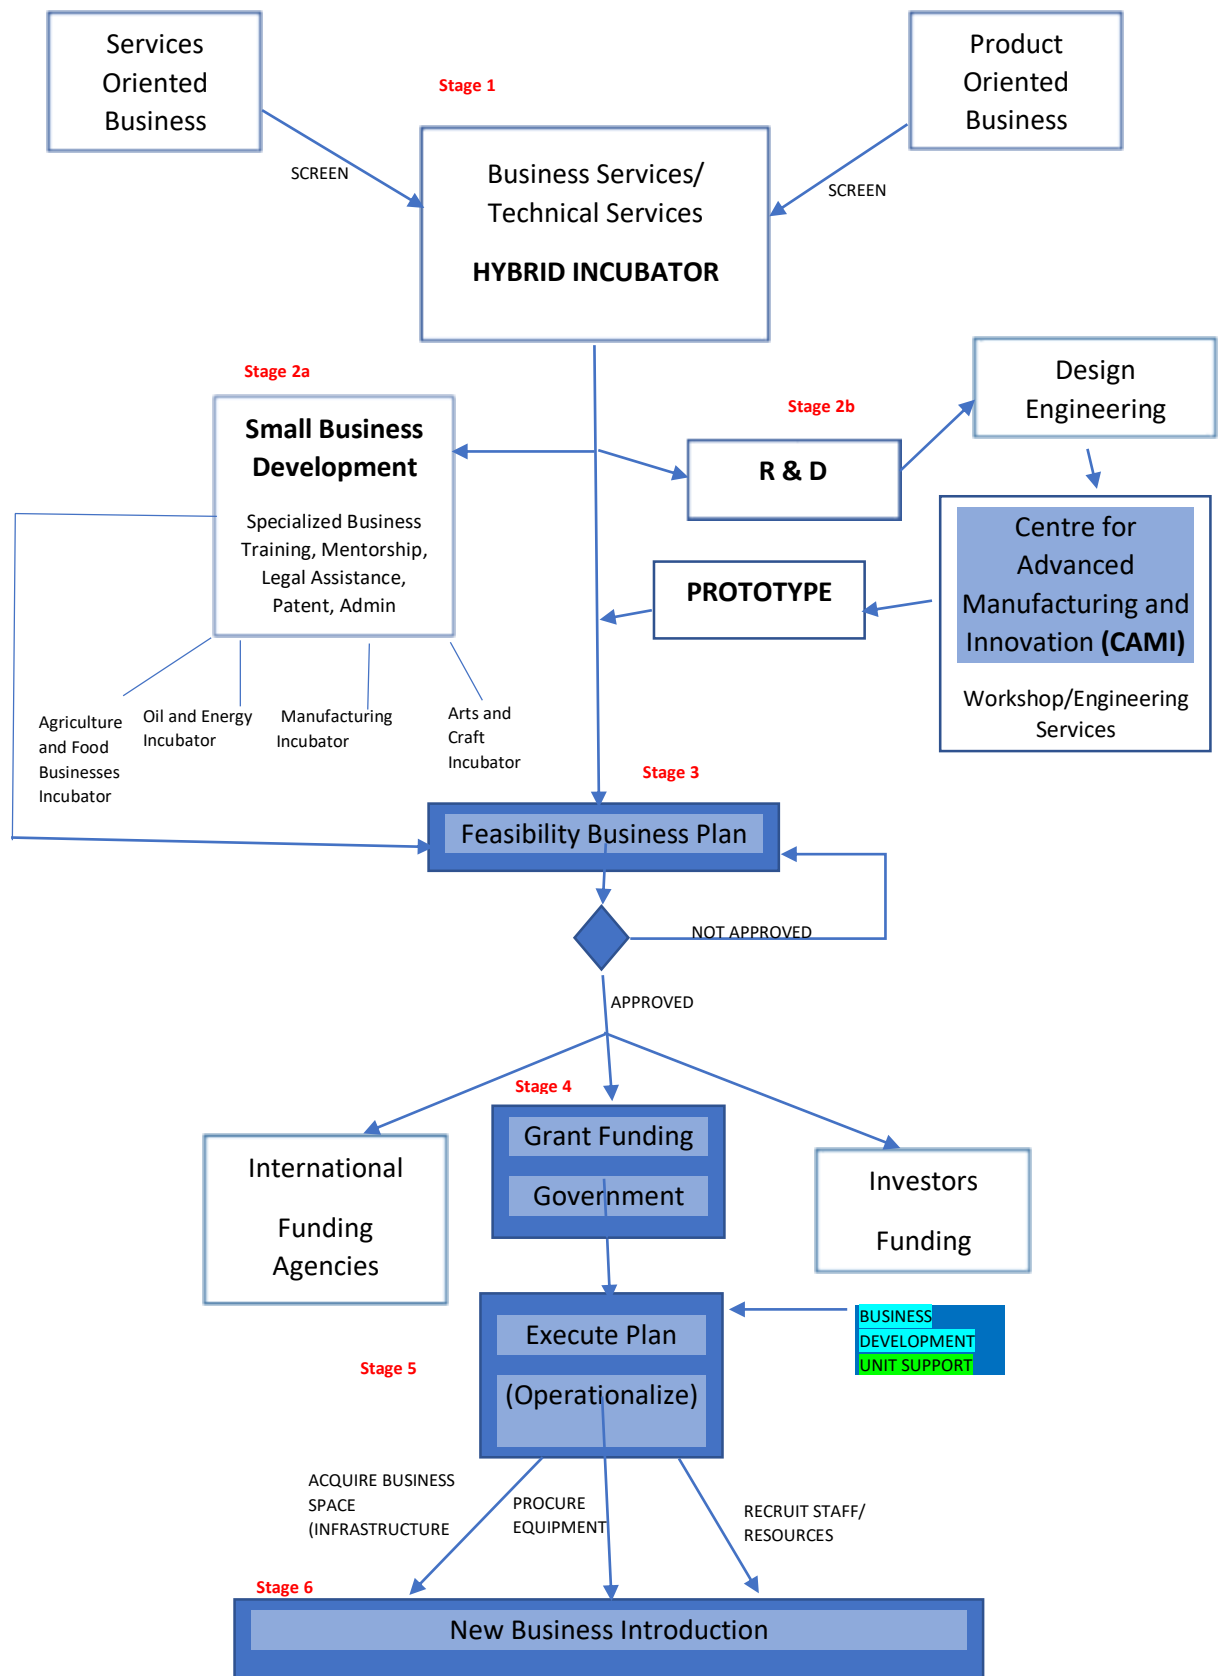 Services
Oriented
Business
Product
Oriented
Business
Stage 1
SCREEN
SCREEN
Business Services/
Technical Services
HYBRID INCUBATOR
Stage 2a
Small Business
Development
Specialized Business
Training, Mentorship,
Legal Assistance,
Patent, Admin
Stage 2b
R & D
Design
Engineering
Centre for
Advanced
Manufacturing and
Innovation (CAMI)
Workshop/Engineering
Services
PROTOTYPE
Agriculture
and Food
Businesses
Incubator
Oil and Energy
Incubator
Manufacturing
Incubator
Arts and
Craft
Incubator
Stage 3
Feasibility Business Plan
NOT APPROVED
APPROVED
Stage 4
Grant Funding
Government
International
Funding
Agencies
Investors
Funding
Execute Plan
(Operationalize)
BUSINESS
DEVELOPMENT
UNIT SUPPORT
Stage 5
ACQUIRE BUSINESS
SPACE
(INFRASTRUCTURE
PROCURE
EQUIPMENT
RECRUIT STAFF/
RESOURCES
Stage 6
New Business Introduction